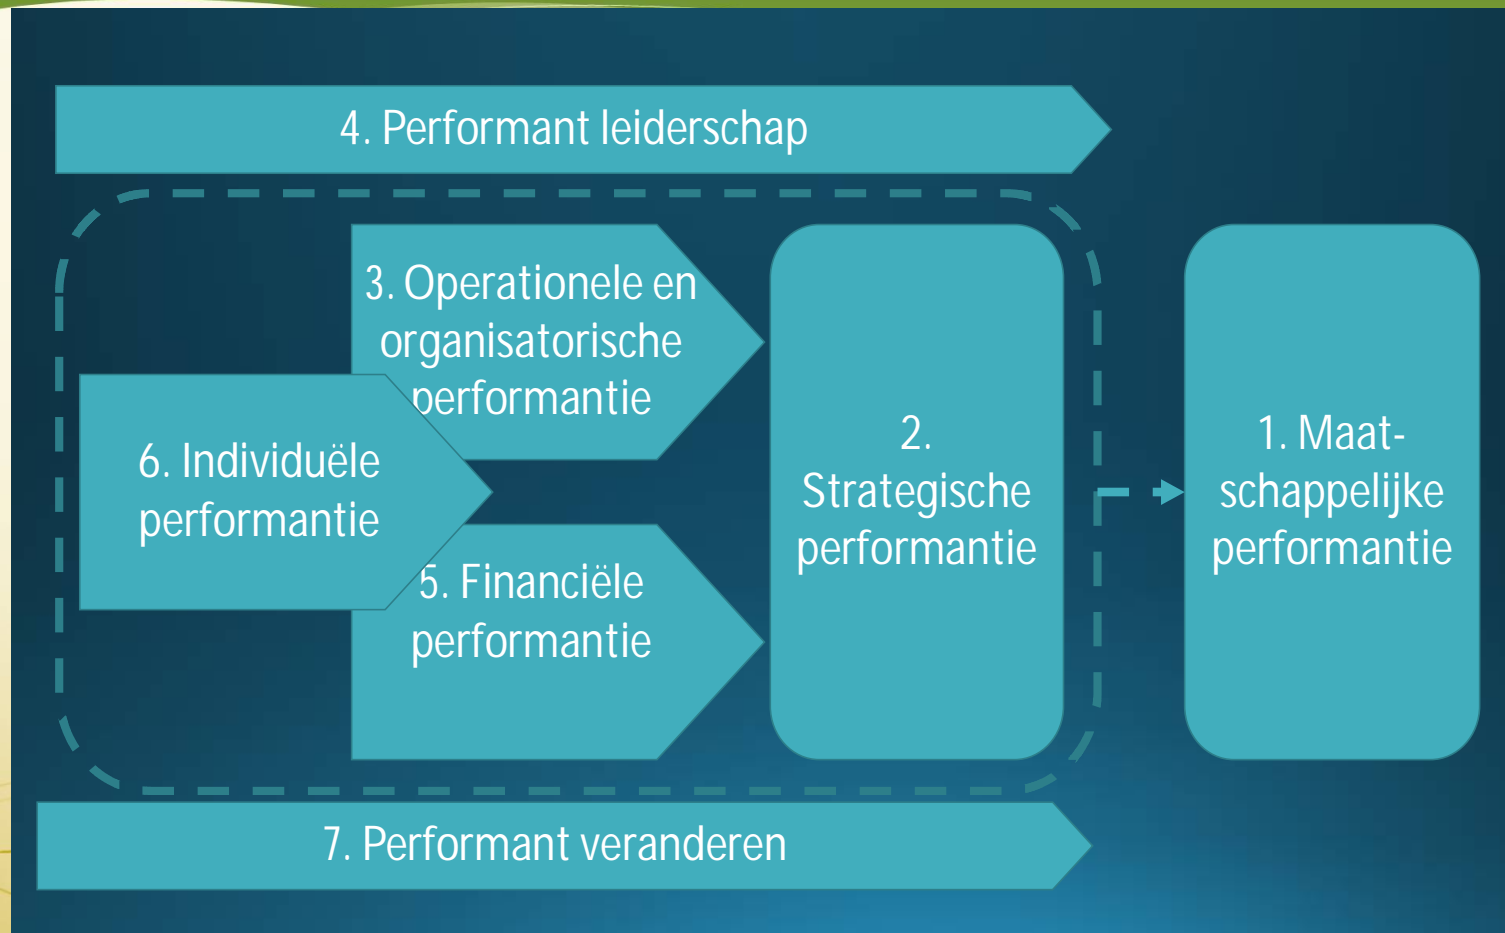 4. Performant leiderschap
3. Operationele en
organisatorische
performantie
6. Individuële
performantie
5. Financiële
performantie
2.
Strategische
performantie
1. Maat-
schappelijke
performantie
7. Performant veranderen